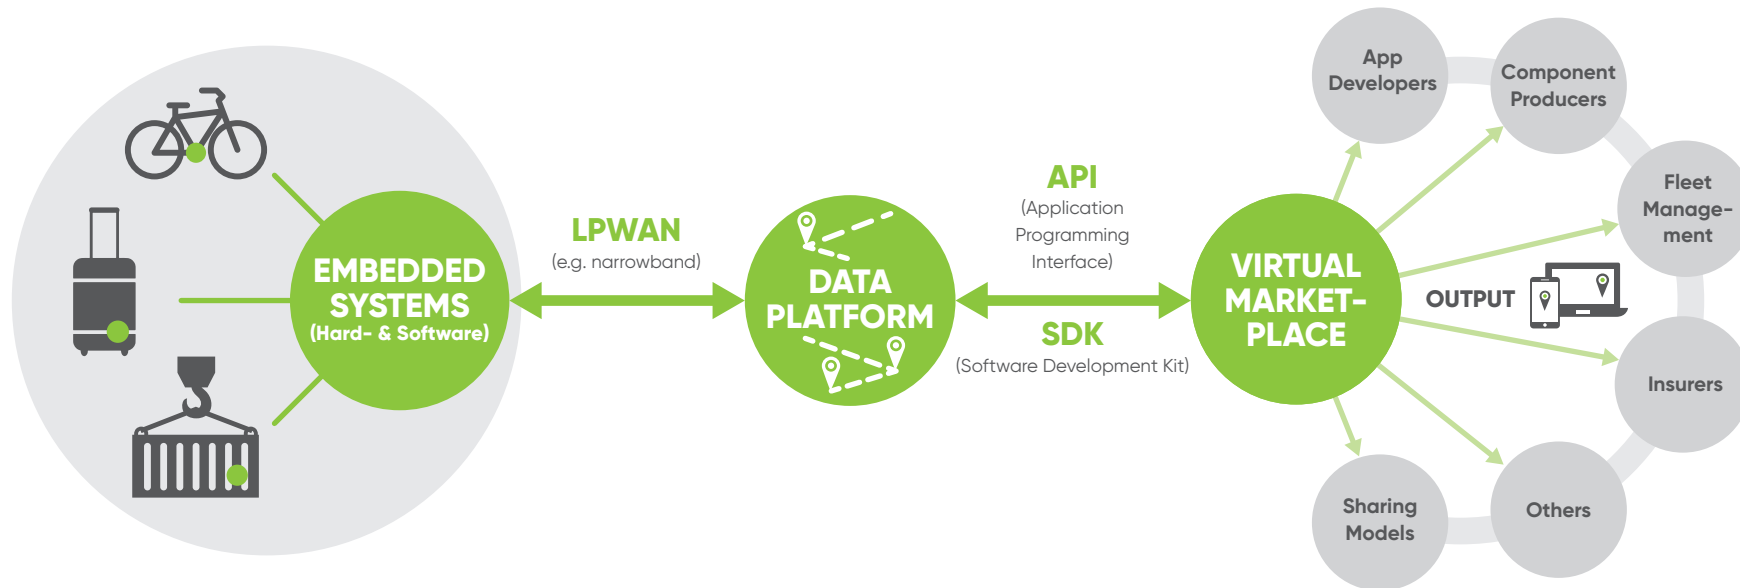 EMBEDDED
SYSTEMS
(Hard- & Software)
LPWAN
(e.g. narrowband)
DATA
PLATFORM
API
(Application
Programming
Interface)
SDK
(Software Development Kit)
VIRTUAL
MARKET-
PLACE
OUTPUT
App
Developers
Component
Producers
Fleet
Manage-
ment
Insurers
Others
Sharing
Models